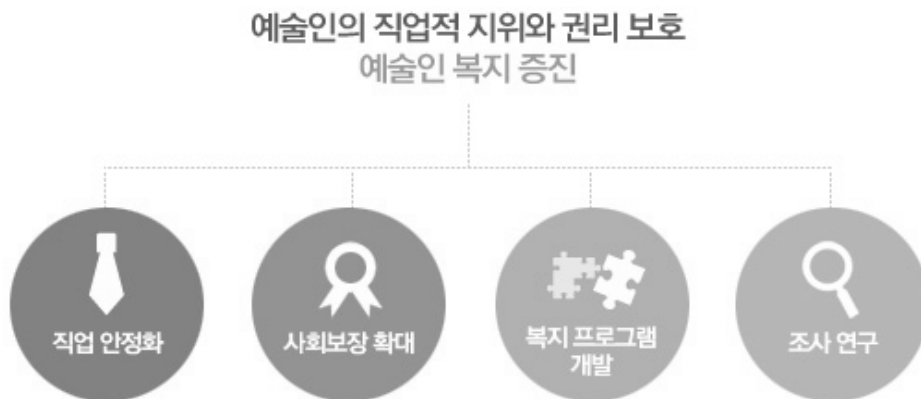 예술인의 직업적 지위와 권리 보호
예술인 복지 증진
직업 안정화
사회보장 확대
복지 프로그램
개발
조사 연구